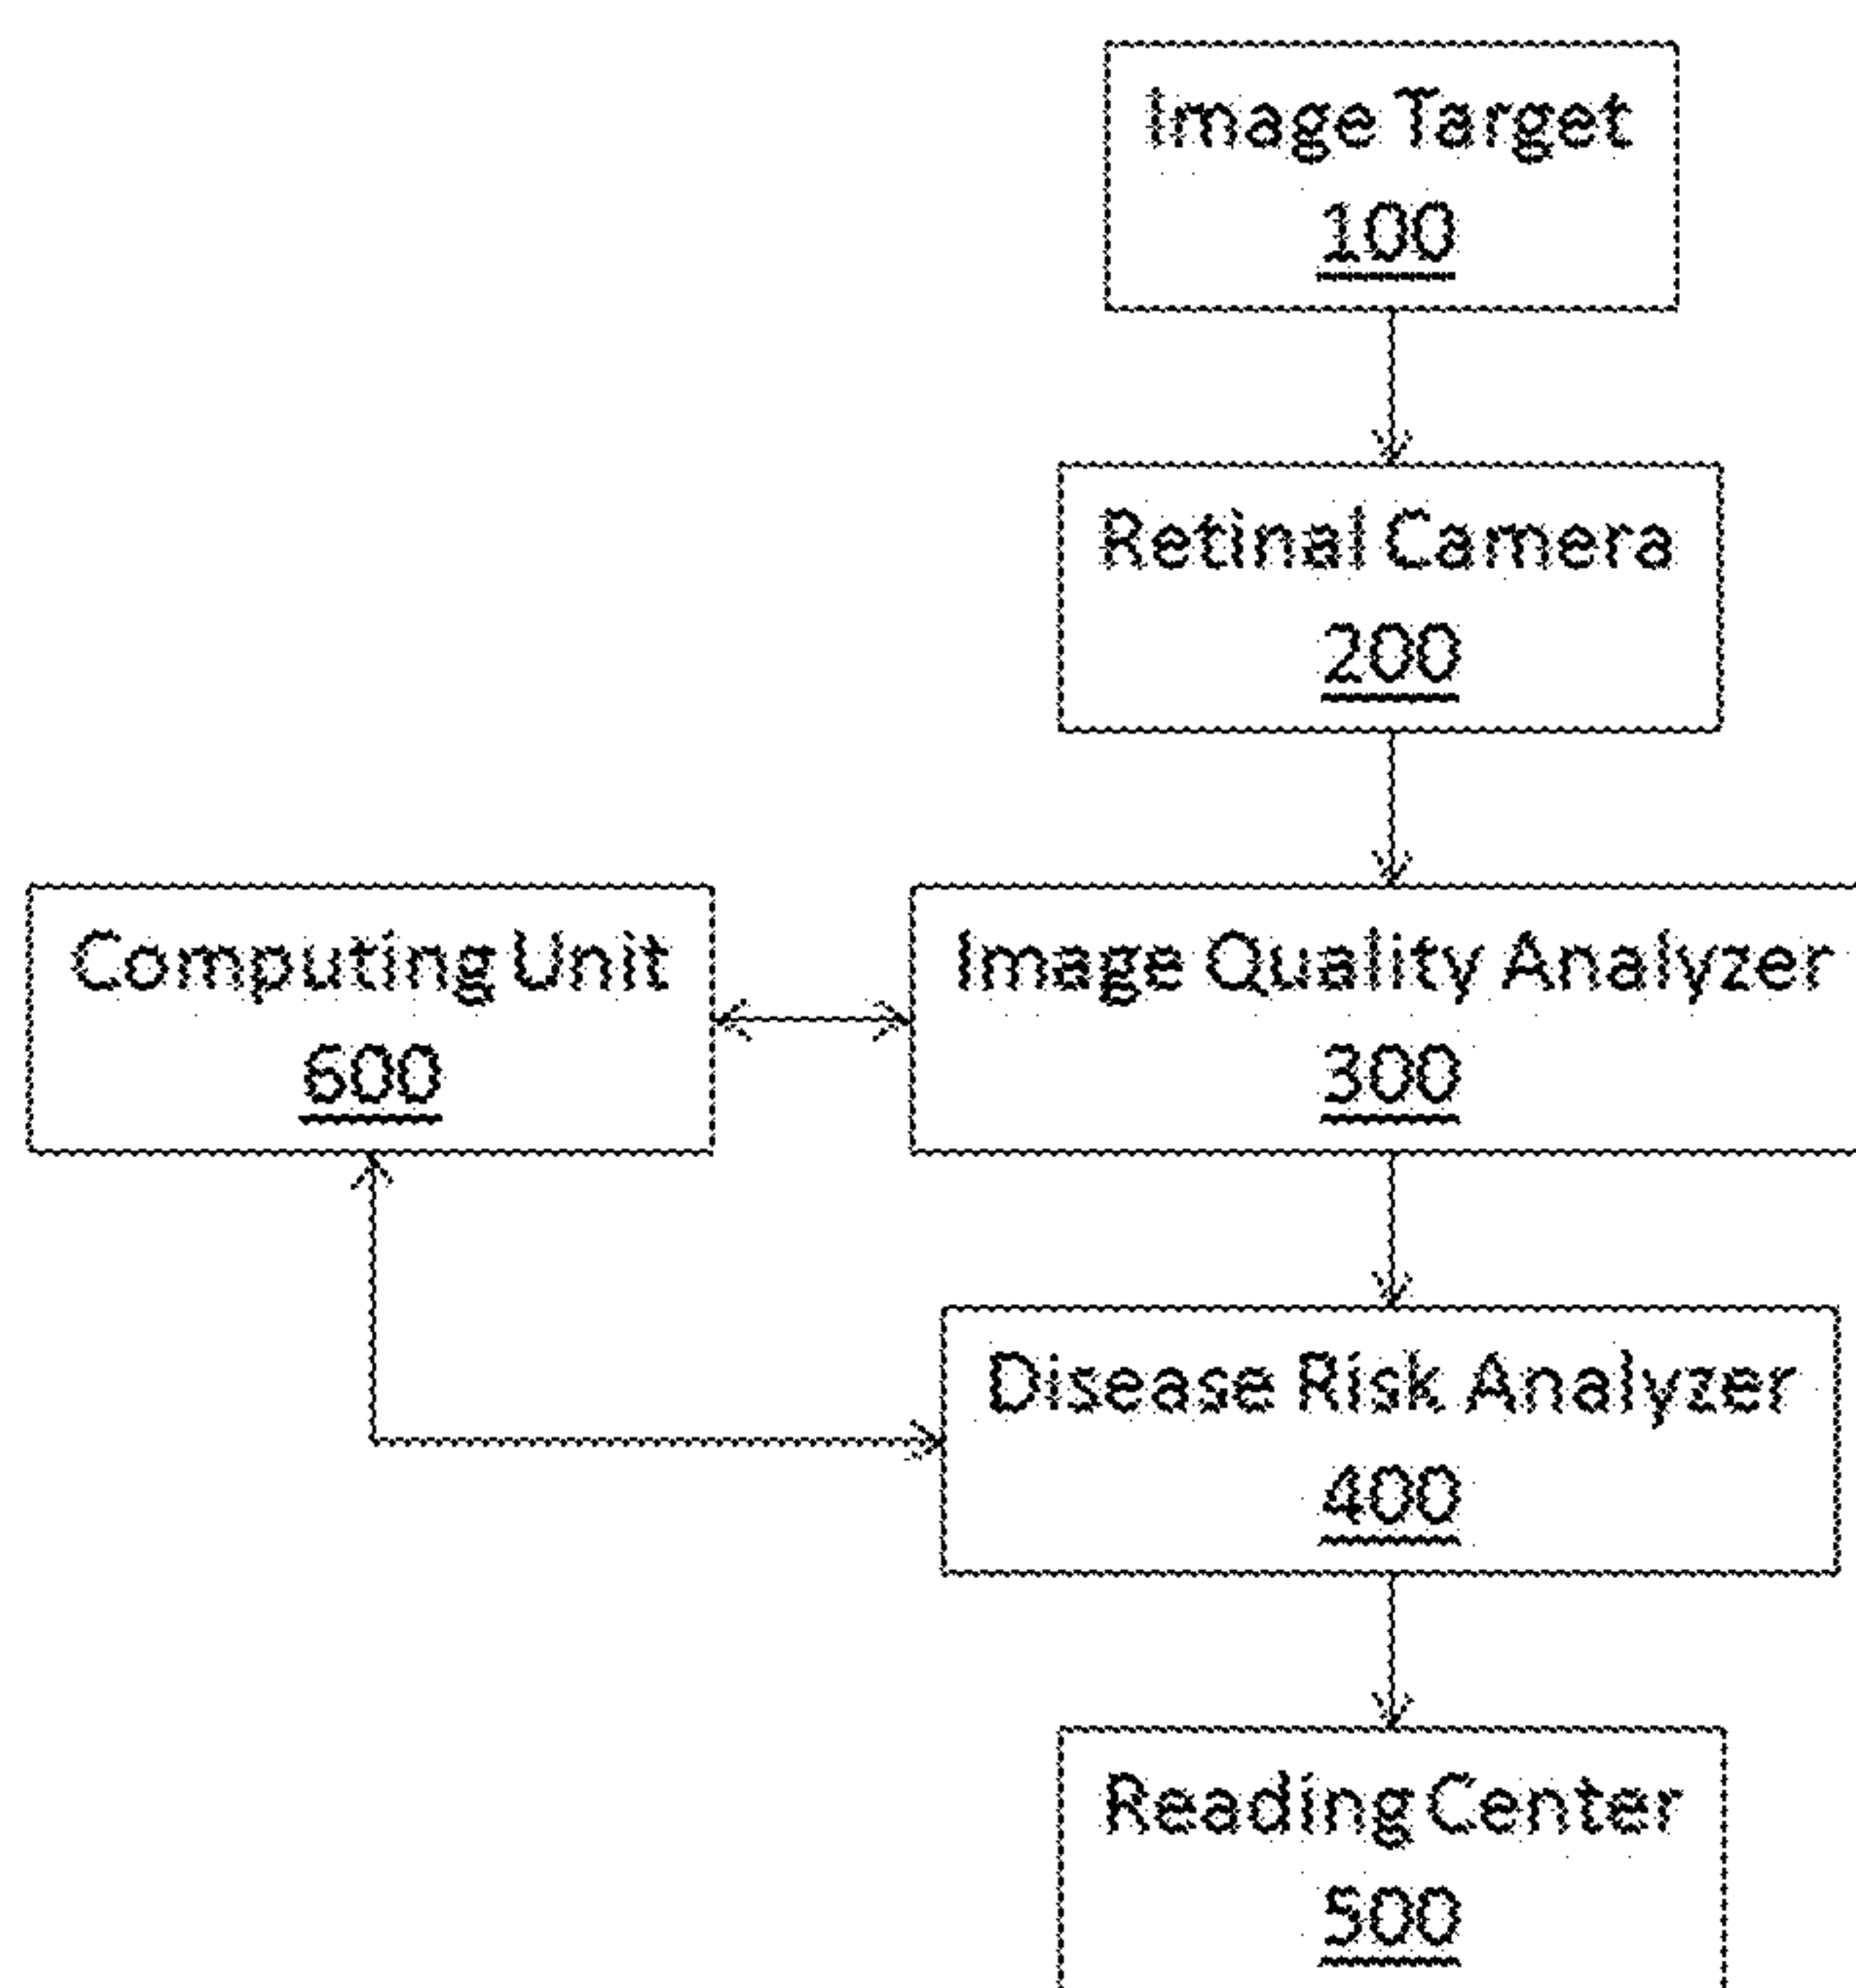 Image Target
100
Retinal Camera
200
Computing Unit
600
Image Quality Analyzer
300
Disease Risk Analyzer
400
Reading Center
500